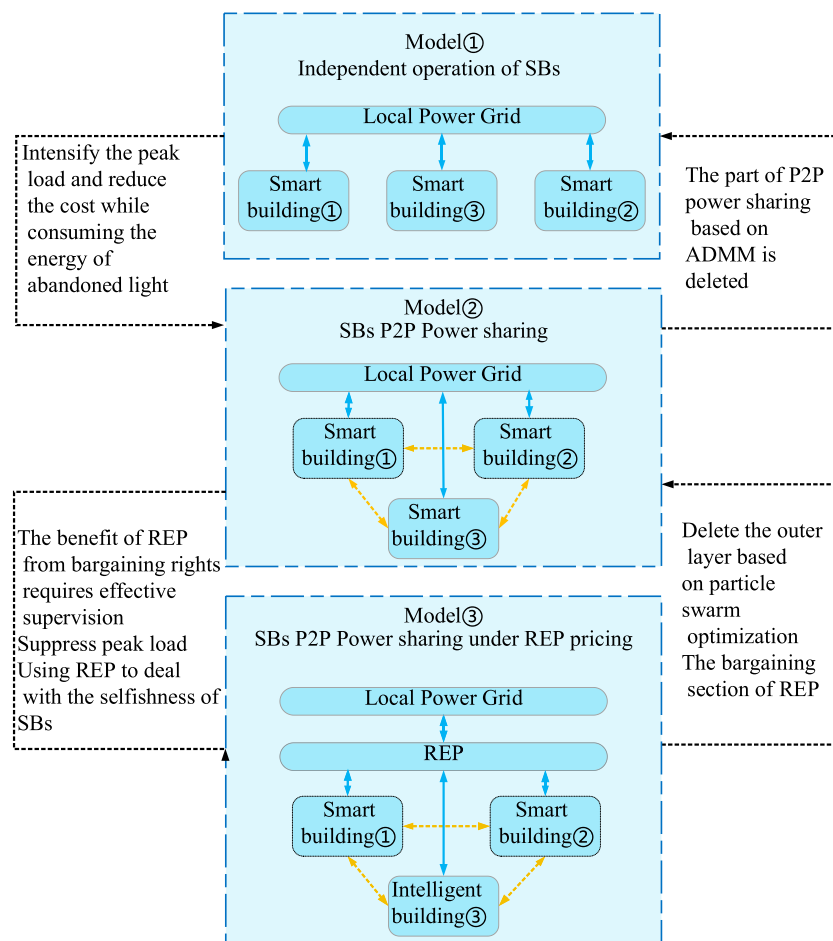 Model①
Independent operation of SBs
Local Power Grid
Smart
building①
Smart
building③
Smart
building②
Intensify the peak
load and reduce
the cost while
consuming the
energy of
abandoned light
The part of P2P
power sharing
based on
ADMM is
deleted
Model②
SBs P2P Power sharing
Local Power Grid
Smart
building①
Smart
building②
Smart
building③
The benefit of REP
from bargaining rights
requires effective
supervision
Suppress peak load
Using REP to deal
with the selfishness of
SBs
Delete the outer
layer based
on particle
swarm
optimization
The bargaining
section of REP
Model③
SBs P2P Power sharing under REP pricing
Local Power Grid
REP
Smart
building①
Smart
building②
Intelligent
building③